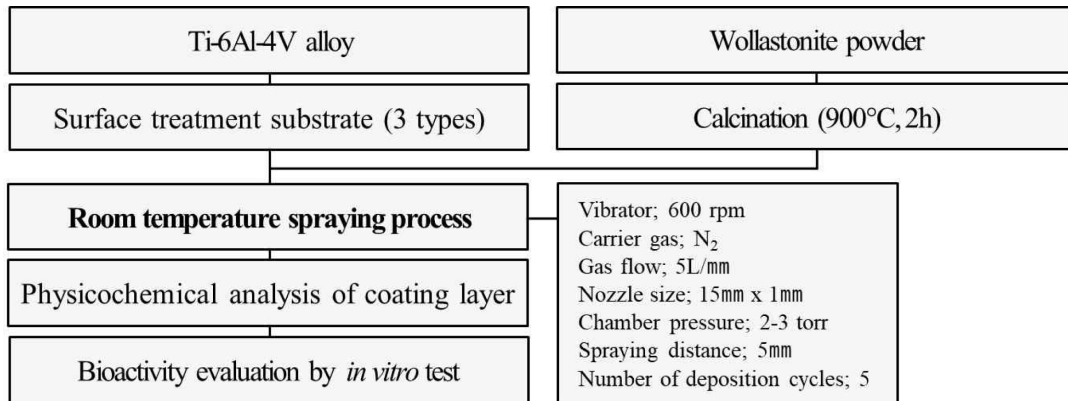 Ti-6Al-4V alloy
Wollastonite powder
Surface treatment substrate (3 types)
Calcination (900°C, 2h)
Room temperature spraying process
Physicochemical analysis of coating layer
Bioactivity evaluation by in vitro test
Vibrator; 600 rpm
Carrier gas; N₂
Gas flow; 5L/㎜
Nozzle size; 15㎜ x 1㎜
Chamber pressure; 2-3 torr
Spraying distance; 5㎜
Number of deposition cycles; 5